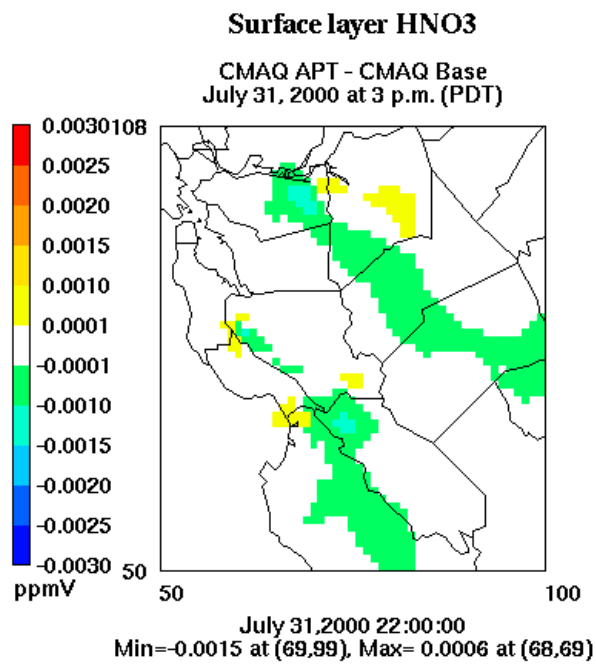 Surface layer HNO3
CMAQ APT - CMAQ Base
July 31, 2000 at 3 p.m. (PDT)
0.0030
0.0025
0.0020
0.0015
0.0010
0.0001
-0.0001
-0.0010
-0.0015
-0.0020
-0.0025
-0.0030
ppmV
108
50
50
100
July 31,2000 22:00:00
Min=-0.0015 at (69,99), Max= 0.0006 at (68,69)